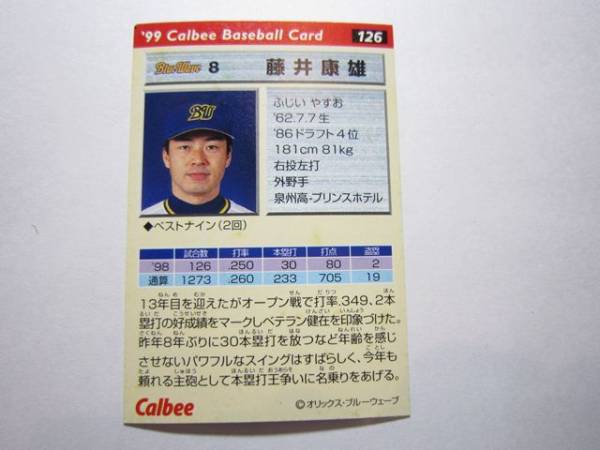 '99 Calbee Baseball Card 126
Blue Wave 8 藤井康雄
BW
ふじい やすお
'62.7.7 生
'86ドラフト4位
181cm 81kg
右投左打
外野手
泉州高-プリンスホテル
◆ベストナイン(2回)
試合数 打率 本塁打 打点 盗塁
'98 126 .250 30 80 2
通算 1273 .260 233 705 19
13年目を迎えたがオープン戦で打率.349、2本
塁打の好成績をマークしベテラン健在を印象づけた。
昨年8年ぶりに30本塁打を放つなど年齢を感じ
させないパワフルなスイングはすばらしく、今年も
頼れる主砲として本塁打王争いに名乗りをあげる。
Calbee ©オリックス・ブルーウェーブ